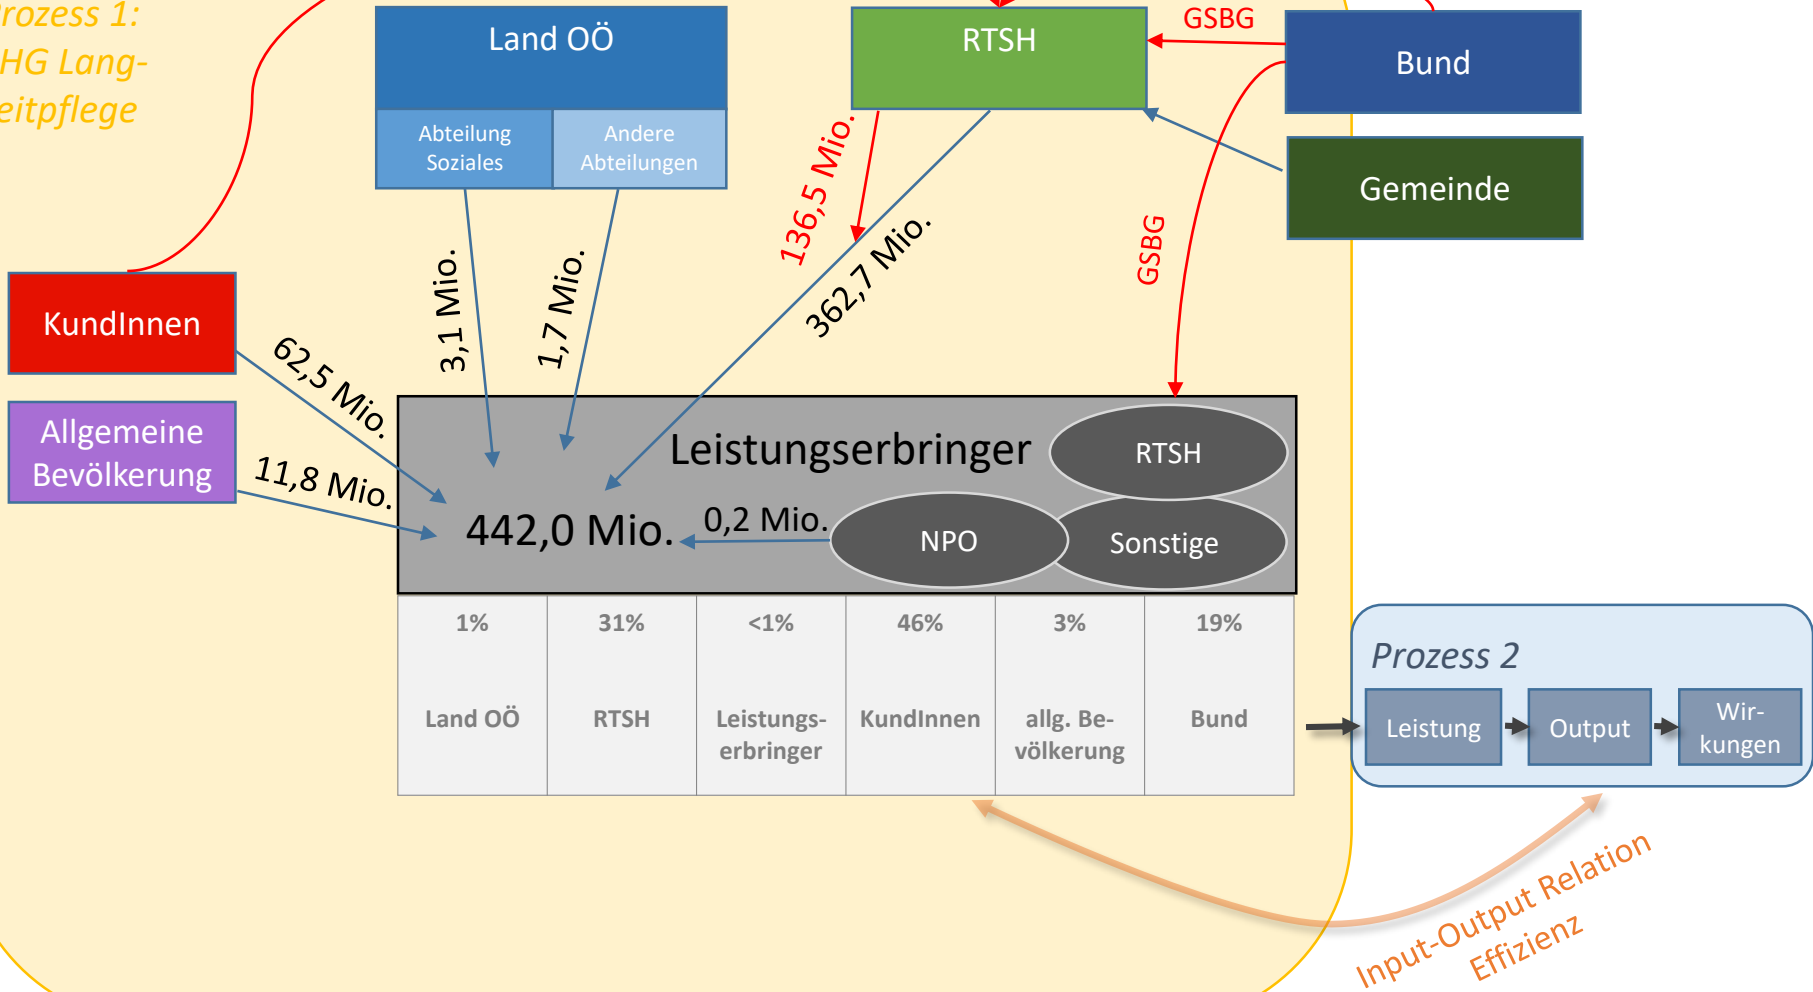 Prozess 1:
HG Lang-
eitpflege
Land OÖ
Abteilung
Soziales
Andere
Abteilungen
RTSH
GSBG
Bund
Gemeinde
GSBG
136,5 Mio.
362,7 Mio.
3,1 Mio.
1,7 Mio.
KundInnen
62,5 Mio.
Allgemeine
Bevölkerung
11,8 Mio.
Leistungserbringer
442,0 Mio.
0,2 Mio.
RTSH
NPO
Sonstige
1%
31%
<1%
46%
3%
19%
Land OÖ
RTSH
Leistungs-
erbringer
KundInnen
allg. Be-
völkerung
Bund
Prozess 2
Leistung
Output
Wir-
kungen
Input-Output Relation
Effizienz